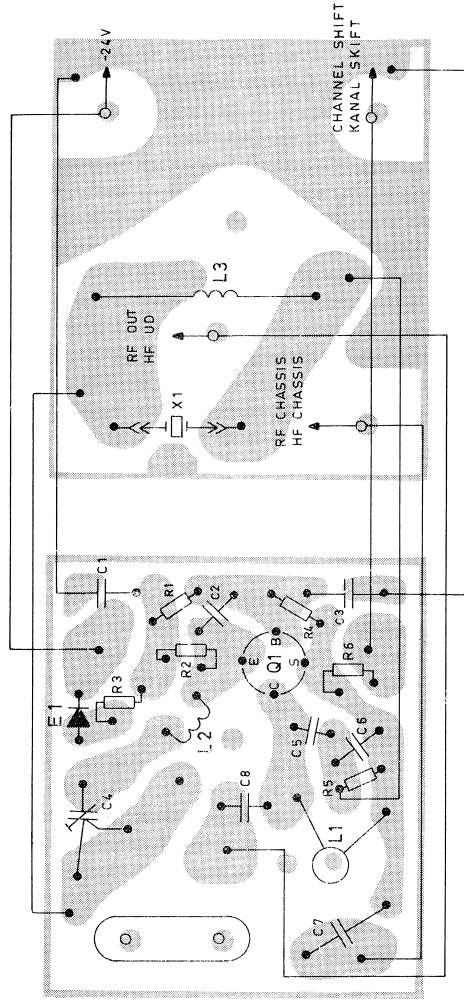 -24V
CHANNEL SHIFT
KANAL SKIFT
L3
RF OUT
HF UD
X1
RF CHASSIS
HF CHASSIS
C1
R1
C2
E1
R3
R2
B
R4
C3
E
Q1
S
C
R6
C4
L2
C5
C6
C8
R5
L1
C7